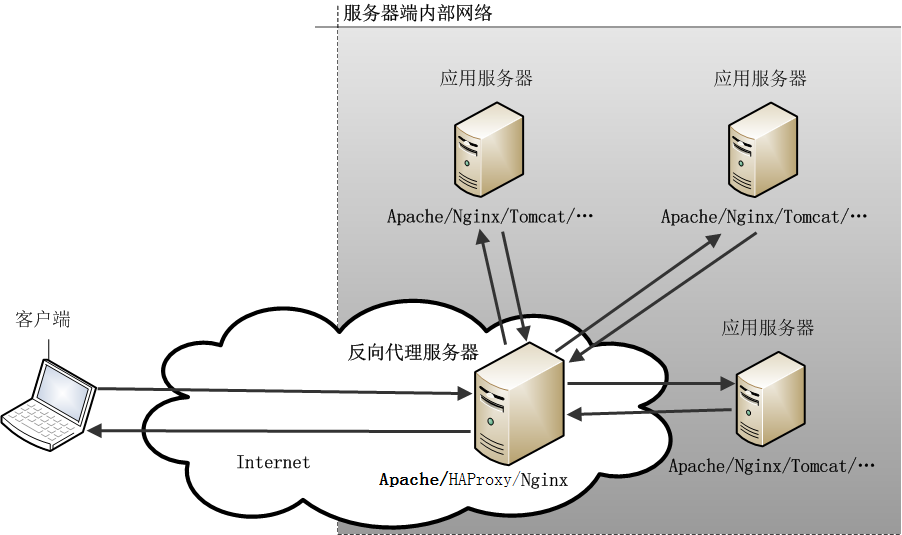 服务器端内部网络
应用服务器
应用服务器
Apache/Nginx/Tomcat/…
Apache/Nginx/Tomcat/…
客户端
应用服务器
反向代理服务器
Internet
Apache/HAProxy/Nginx
Apache/Nginx/Tomcat/…